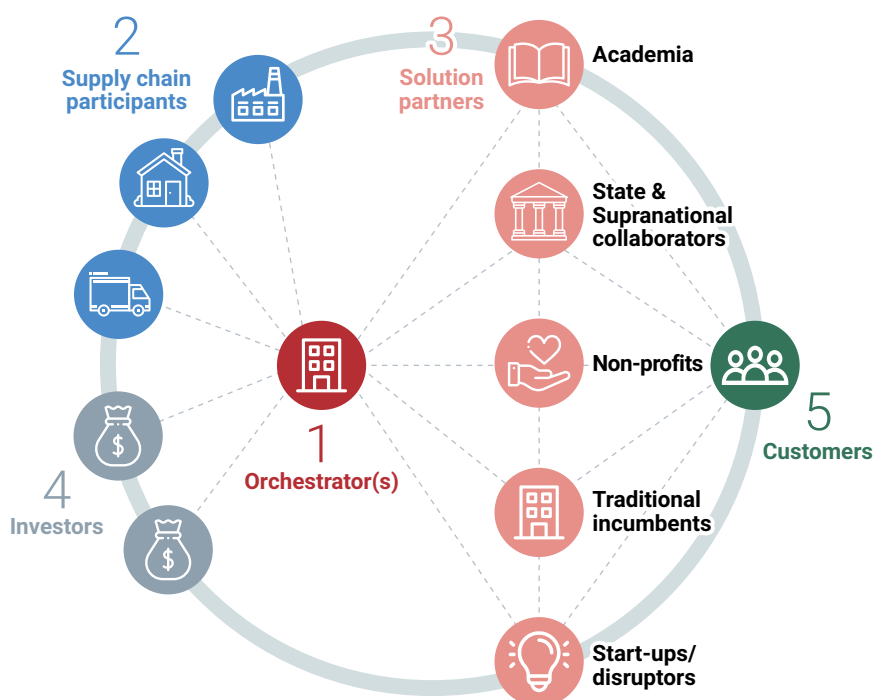 2
Supply chain
participants
3
Solution
partners
Academia
State &
Supranational
collaborators
Non-profits
1
Orchestrator(s)
5
Customers
4
Investors
$
$
Traditional
incumbents
Start-ups/
disruptors